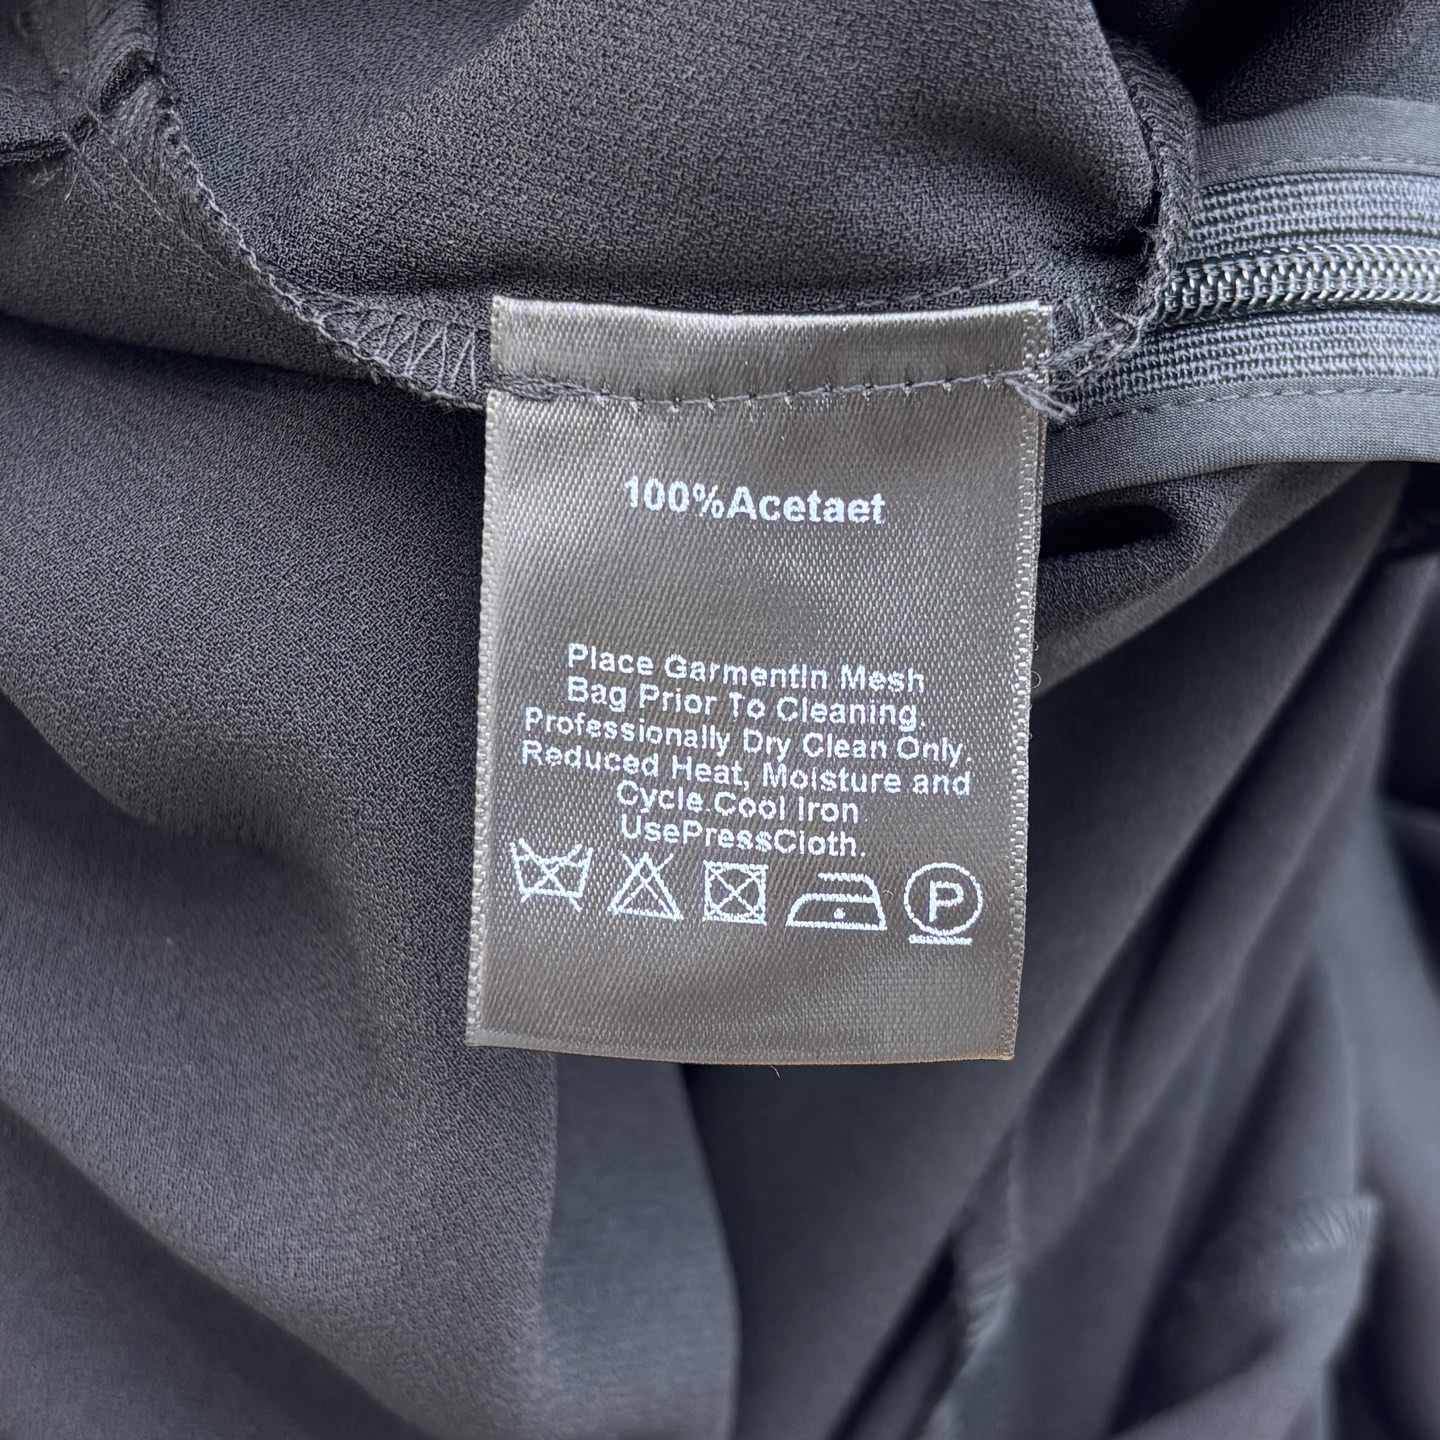 100%Acetaet
Place GarmentIn Mesh
Bag Prior To Cleaning.
Professionally Dry Clean Only.
Reduced Heat, Moisture and
Cycle.Cool Iron
UsePressCloth.
P